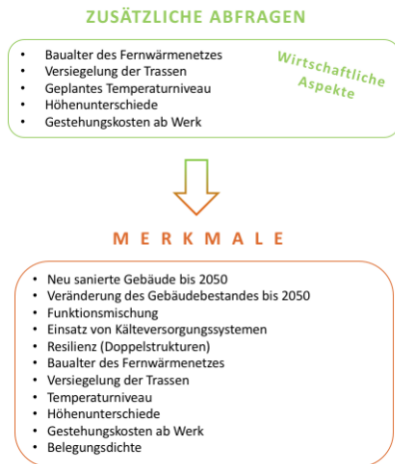 ZUSÄTZLICHE ABFRAGEN
• Baualter des Fernwärmenetzes
• Versiegelung der Trassen
• Geplantes Temperaturniveau
• Höhenunterschiede
• Gestehungskosten ab Werk
Wirtschaftliche
Aspekte
MERKMALE
• Neu sanierte Gebäude bis 2050
• Veränderung des Gebäudebestandes bis 2050
• Funktionsmischung
• Einsatz von Kälteversorgungssystemen
• Resilienz (Doppelstrukturen)
• Baualter des Fernwärmenetzes
• Versiegelung der Trassen
• Temperaturniveau
• Höhenunterschiede
• Gestehungskosten ab Werk
• Belegungsdichte